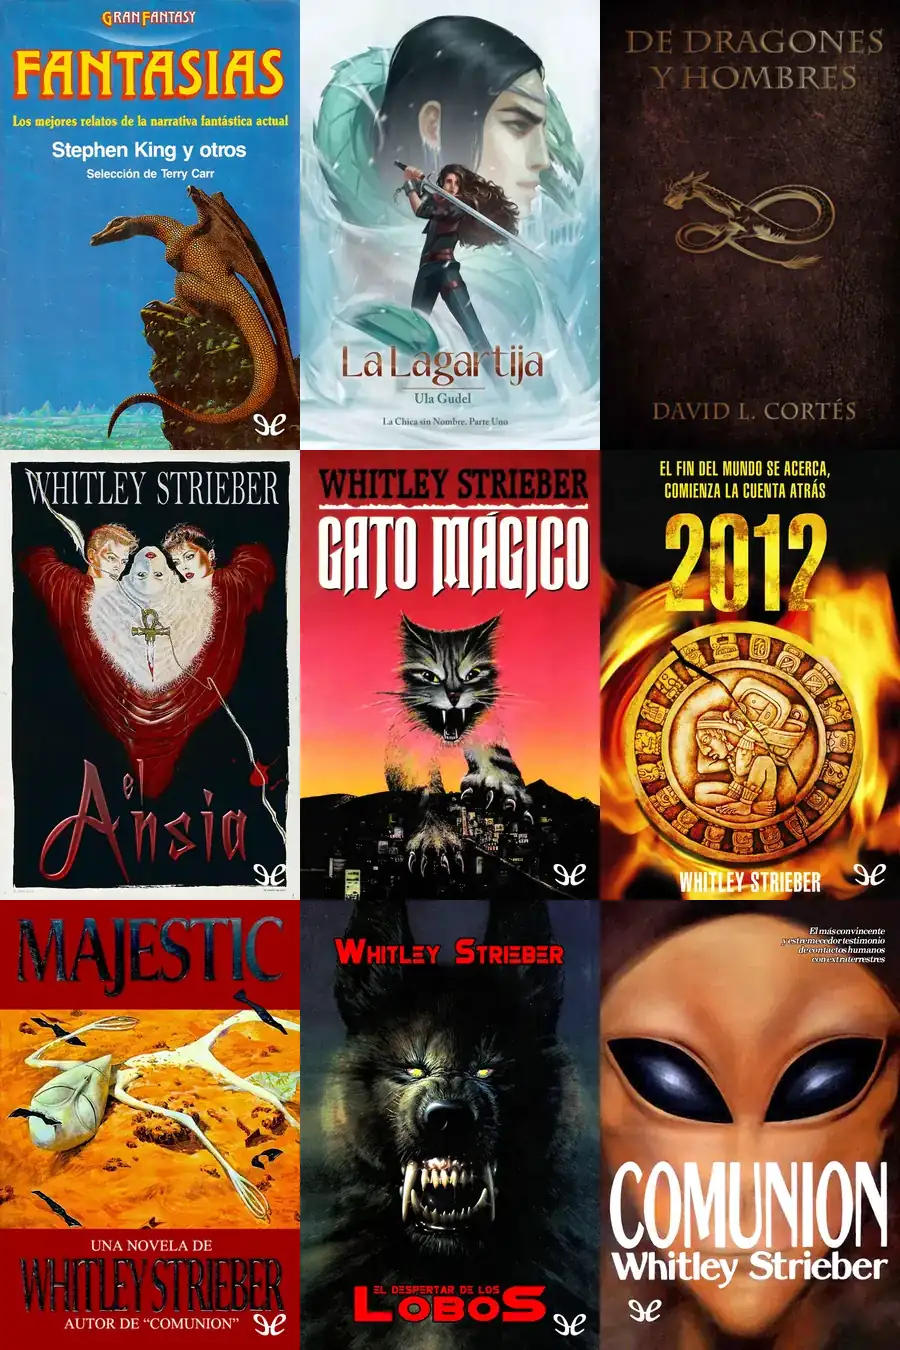 GRAN FANTASY
FANTASIAS
Los mejores relatos de la narrativa fantástica actual
Stephen King y otros
Selección de Terry Carr
La Lagartija
Ula Gudel
La Chica sin Nombre. Parte Uno
DE DRAGONES
Y HOMBRES
DAVID L. CORTÉS
WHITLEY STRIEBER
el
Ansia
WHITLEY STRIEBER
GATO MÁGICO
EL FIN DEL MUNDO SE ACERCA,
COMIENZA LA CUENTA ATRÁS
2012
WHITLEY STRIEBER
MAJESTIC
UNA NOVELA DE
WHITLEY STRIEBER
AUTOR DE “COMUNION”
WHITLEY STRIEBER
EL DESPERTAR DE LOS
LOBOS
El más convincente
y estremecedor testimonio
de contactos humanos
con extraterrestres
COMUNION
Whitley Strieber